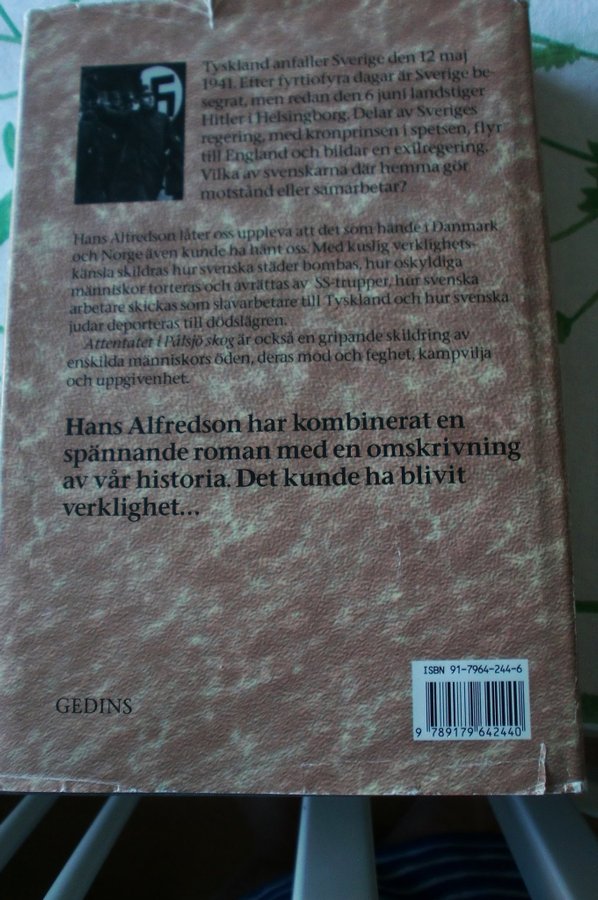 Tyskland anfaller Sverige den 12 maj
1941. Efter fyrtiofyra dagar är Sverige be-
segrat, men redan den 6 juni landstiger
Hitler i Helsingborg. Delar av Sveriges
regering, med kronprinsen i spetsen, flyr
till England och bildar en exilregering.
Vilka av svenskarna där hemma gör
motstånd eller samarbetar?
Hans Alfredson låter oss uppleva att det som hände i Danmark
och Norge även kunde ha hänt oss. Med kuslig verklighets-
känsla skildras hur svenska städer bombas, hur oskyldiga
människor torteras och avrättas av SS-trupper, hur svenska
arbetare skickas som slavarbetare till Tyskland och hur svenska
judar deporteras till dödslägren.
Attentatet i Pålsjö skog är också en gripande skildring av
enskilda människors öden, deras mod och feghet, kampvilja
och uppgivenhet.
Hans Alfredson har kombinerat en
spännande roman med en omskrivning
av vår historia. Det kunde ha blivit
verklighet...
ISBN 91-7964-244-6
GEDINS
9 789179 642440